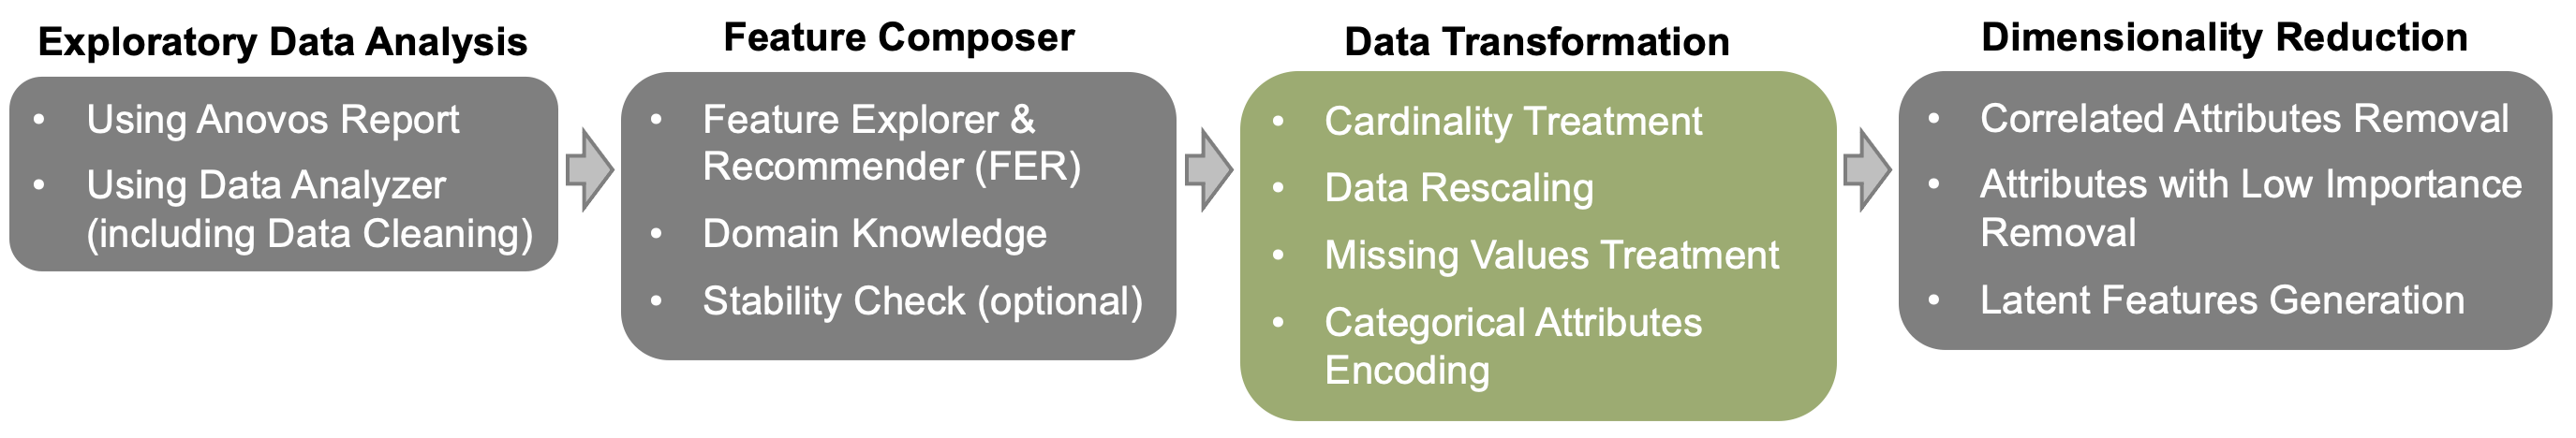 Exploratory Data Analysis
• Using Anovos Report
• Using Data Analyzer
(including Data Cleaning)
Feature Composer
• Feature Explorer &
Recommender (FER)
• Domain Knowledge
• Stability Check (optional)
Data Transformation
• Cardinality Treatment
• Data Rescaling
• Missing Values Treatment
• Categorical Attributes
Encoding
Dimensionality Reduction
• Correlated Attributes Removal
• Attributes with Low Importance
Removal
• Latent Features Generation